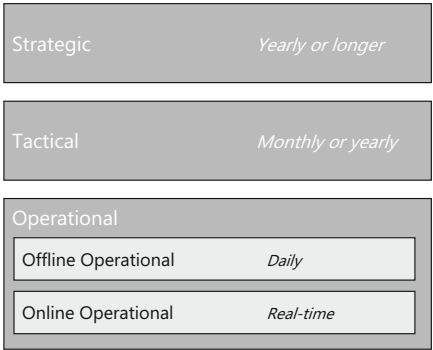 Strategic Yearly or longer
Tactical Monthly or yearly
Operational
Offline Operational Daily
Online Operational Real-time